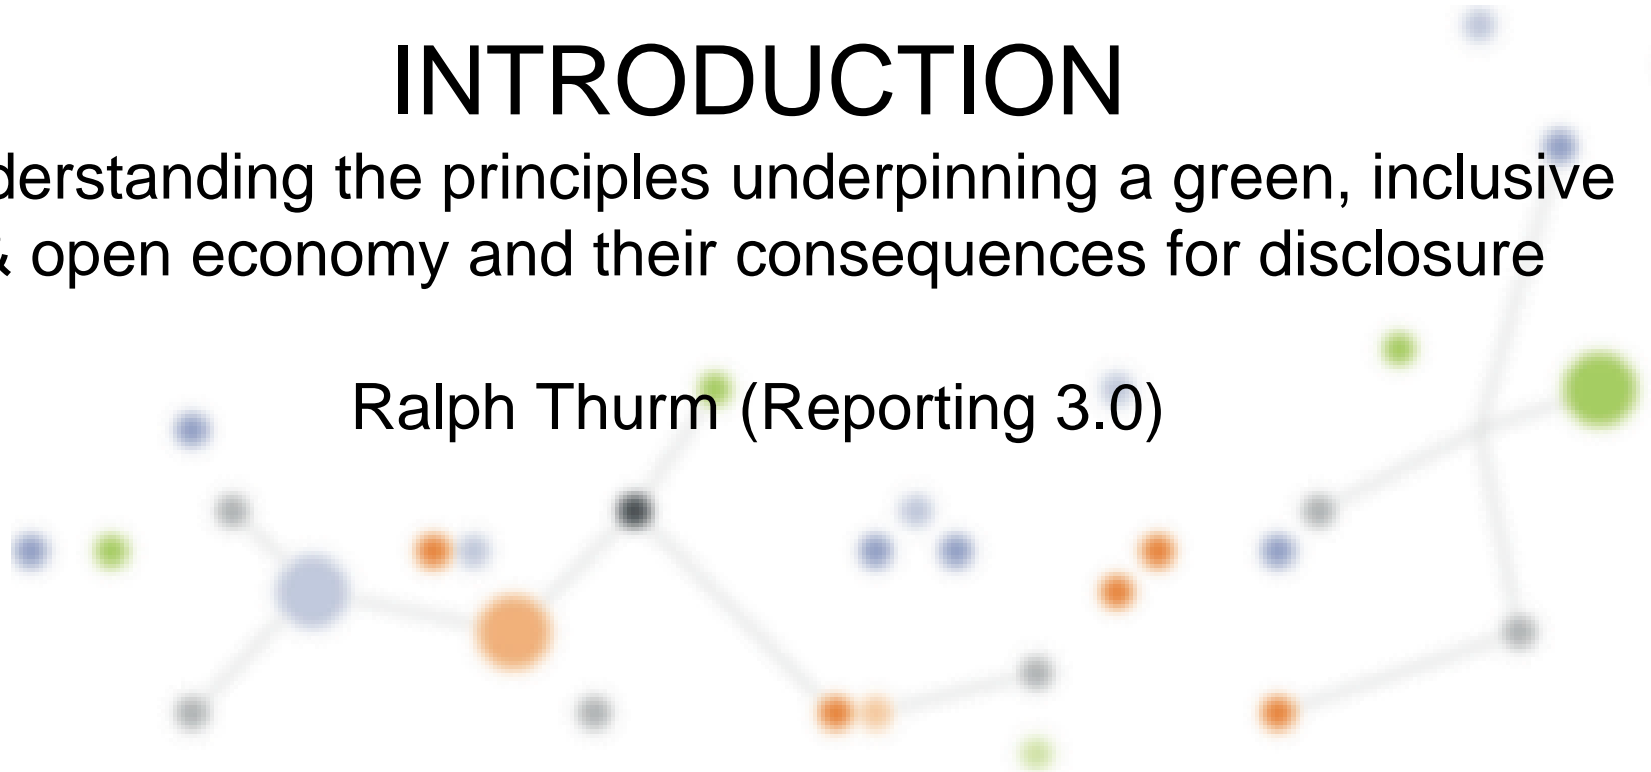 INTRODUCTION
derstanding the principles underpinning a green, inclusive
& open economy and their consequences for disclosure
Ralph Thurm (Reporting 3.0)